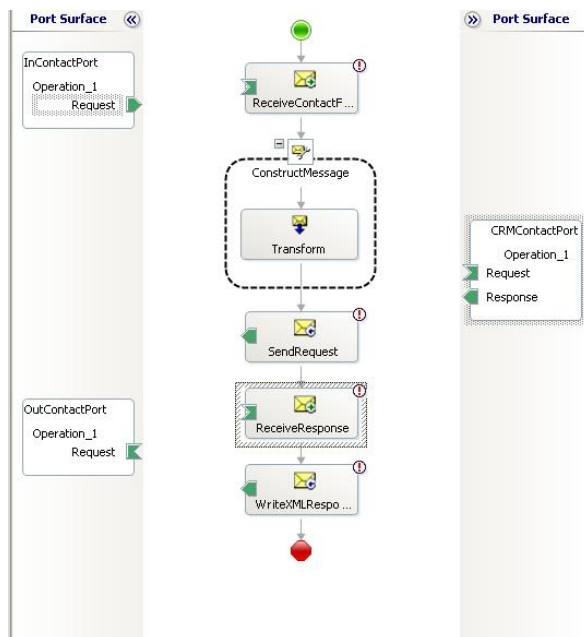 Port Surface
InContactPort
Operation_1
Request
OutContactPort
Operation_1
Request
ReceiveContactF...
ConstructMessage
Transform
SendRequest
ReceiveResponse
WriteXMLRespo ...
Port Surface
CRMContactPort
Operation_1
Request
Response